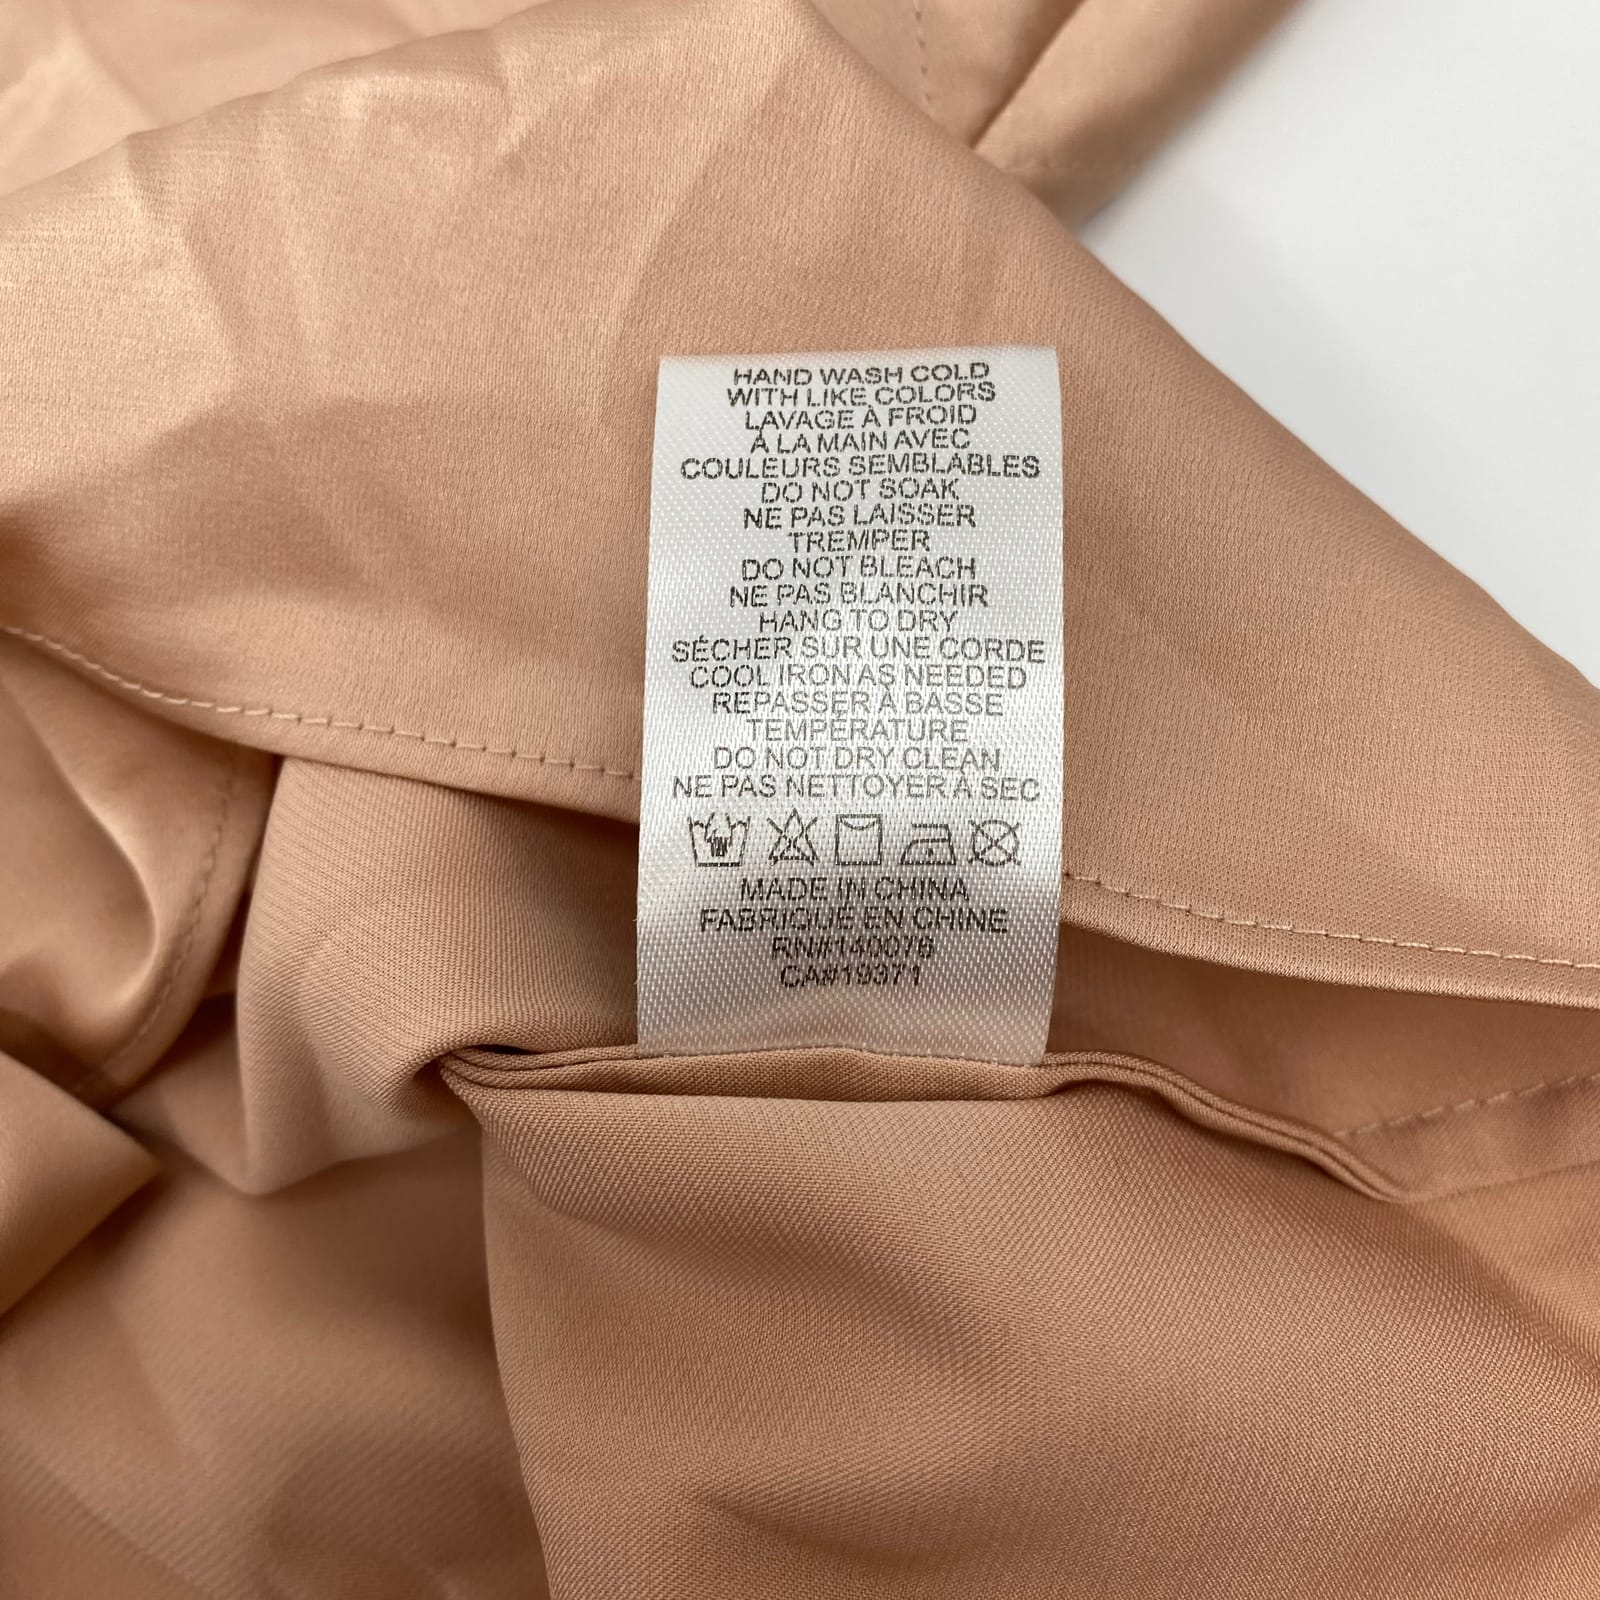 HAND WASH COLD
WITH LIKE COLORS
LAVAGE À FROID
À LA MAIN AVEC
COULEURS SEMBLABLES
DO NOT SOAK
NE PAS LAISSER
TREMPER
DO NOT BLEACH
NE PAS BLANCHIR
HANG TO DRY
SÉCHER SUR UNE CORDE
COOL IRON AS NEEDED
REPASSER À BASSE
TEMPÉRATURE
DO NOT DRY CLEAN
NE PAS NETTOYER À SEC
MADE IN CHINA
FABRIQUÉ EN CHINE
RN#140076
CA#19371